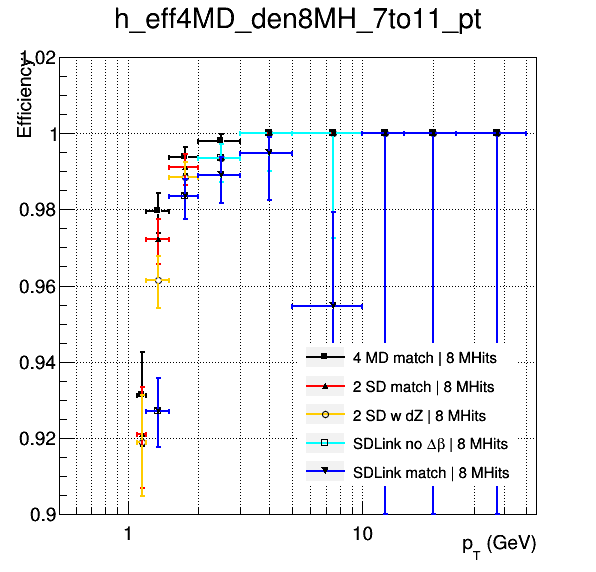 h_eff4MD_den8MH_7to11_pt
Efficiency
1.02
1
0.98
0.96
0.94
0.92
0.9
4 MD match | 8 MHits
2 SD match | 8 MHits
2 SD w dZ | 8 MHits
SDLink no Δβ | 8 MHits
SDLink match | 8 MHits
1
10
p_T (GeV)